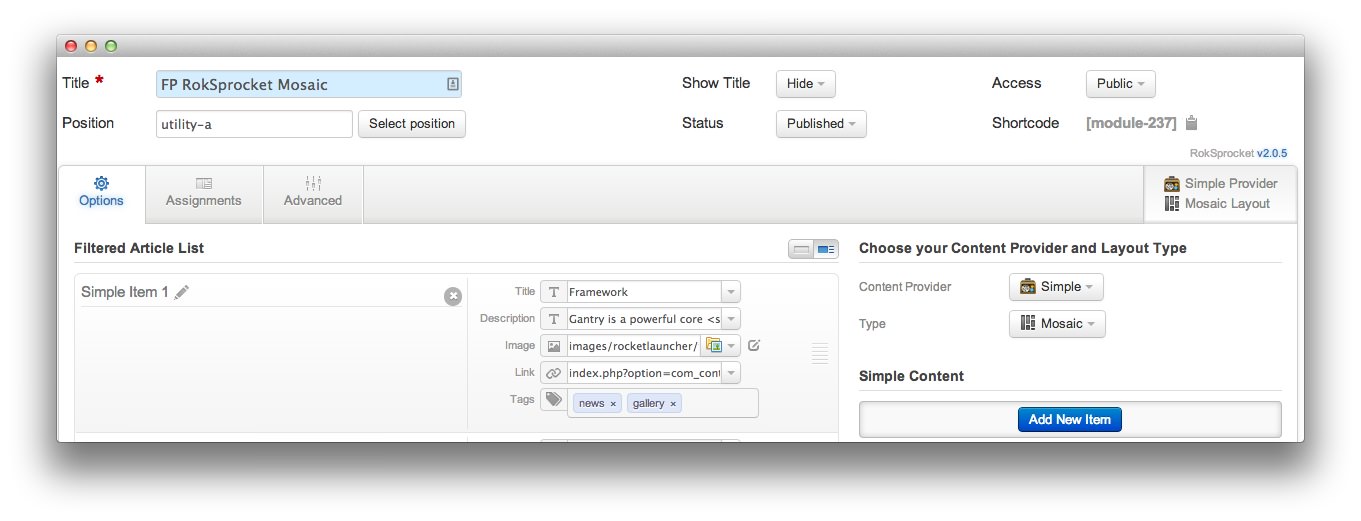 Title * FP RokSprocket Mosaic Show Title Hide Access Public
Position utility-a Select position Status Published Shortcode [module-237]
RokSprocket v2.0.5
Options Assignments Advanced
Simple Provider
Mosaic Layout
Filtered Article List
Simple Item 1
Title T Framework
Description T Gantry is a powerful core <s
Image images/rocketlauncher/
Link index.php?option=com_cont
Tags news × gallery ×
Choose your Content Provider and Layout Type
Content Provider Simple
Type Mosaic
Simple Content
Add New Item